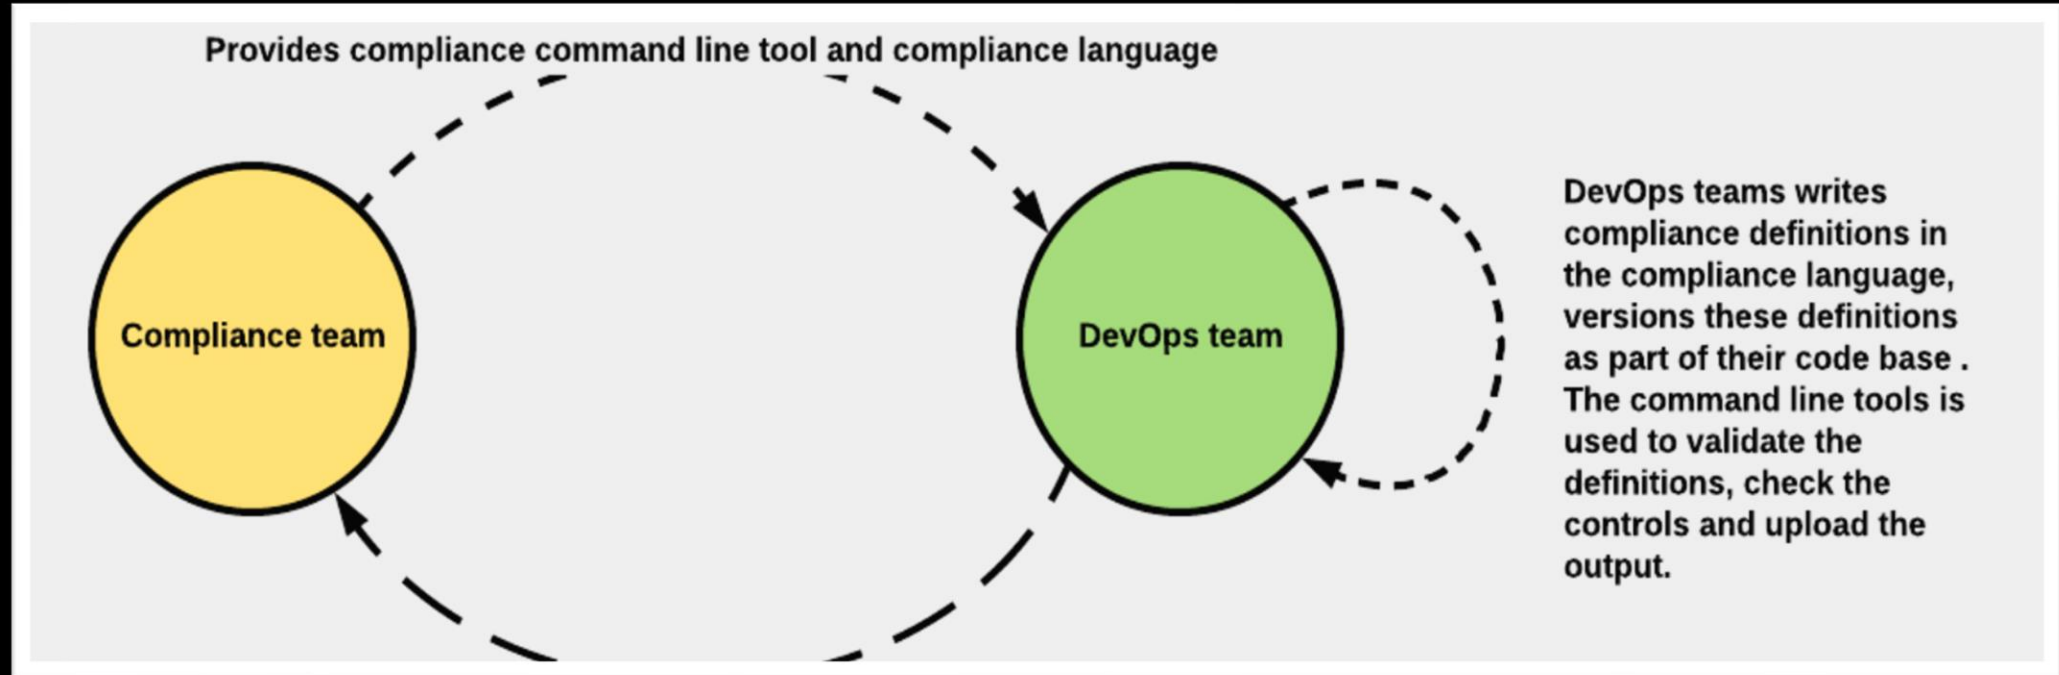 Provides compliance command line tool and compliance language
Compliance team
DevOps team
DevOps teams writes
compliance definitions in
the compliance language,
versions these definitions
as part of their code base .
The command line tools is
used to validate the
definitions, check the
controls and upload the
output.